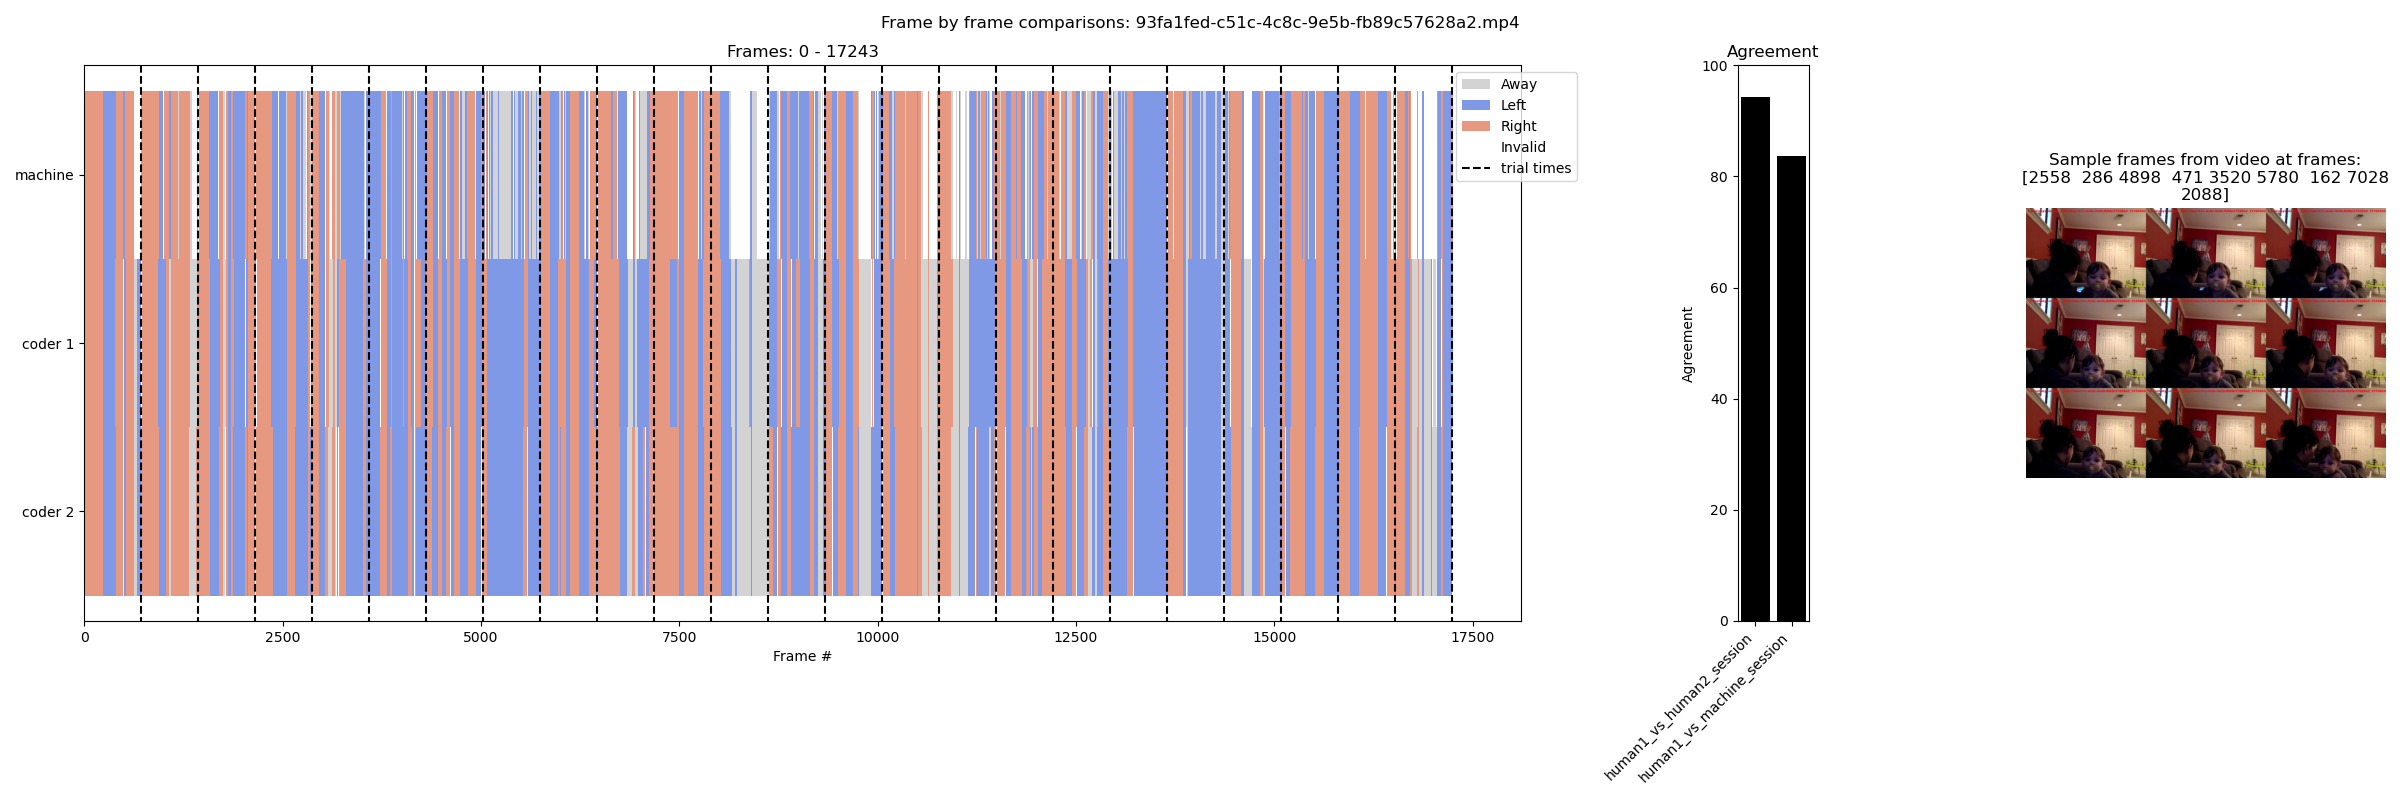 Frame by frame comparisons: 93fa1fed-c51c-4c8c-9e5b-fb89c57628a2.mp4
Frames: 0 - 17243
machine
coder 1
coder 2
0
2500
5000
7500
10000
12500
15000
17500
Frame #
Away
Left
Right
Invalid
trial times
Agreement
100
80
60
40
20
0
Agreement
human1_vs_human2_session
human1_vs_machine_session
Sample frames from video at frames:
[2558 286 4898 471 3520 5780 162 7028
2088]